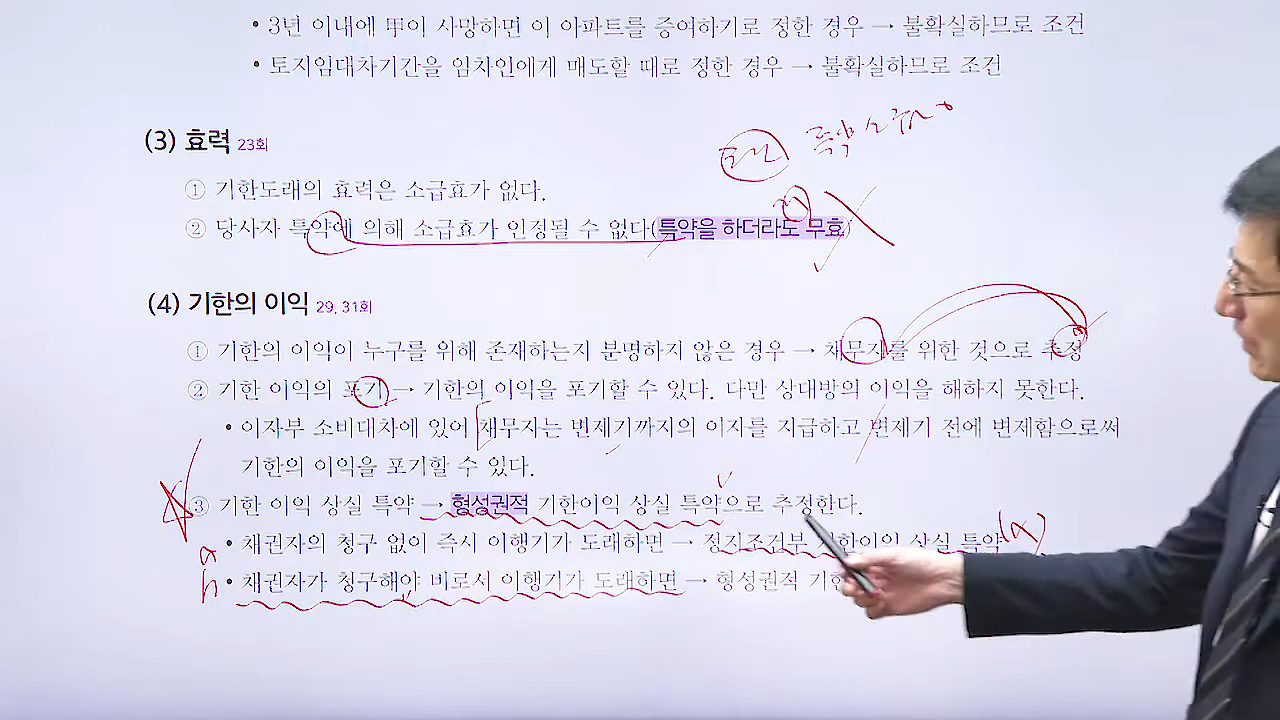 • 3년 이내에 甲이 사망하면 이 아파트를 증여하기로 정한 경우 → 불확실하므로 조건
• 토지임대차기간을 임차인에게 매도할 때로 정한 경우 → 불확실하므로 조건
(3) 효력 23회
특약 소급 o
① 기한도래의 효력은 소급효가 없다.
② 당사자 특약에 의해 소급효가 인정될 수 없다(특약을 하더라도 무효)
(4) 기한의 이익 29, 31회
① 기한의 이익이 누구를 위해 존재하는지 분명하지 않은 경우 → 채무자를 위한 것으로 추정
② 기한 이익의 포기 → 기한의 이익을 포기할 수 있다. 다만 상대방의 이익을 해하지 못한다.
• 이자부 소비대차에 있어 채무자는 변제기까지의 이자를 지급하고 변제기 전에 변제함으로써
기한의 이익을 포기할 수 있다.
③ 기한 이익 상실 특약 → 형성권적 기한이익 상실 특약으로 추정한다.
a • 채권자의 청구 없이 즉시 이행기가 도래하면 → 정지조건부 기한이익 상실 특약 (a)
b • 채권자가 청구해야 비로서 이행기가 도래하면 → 형성권적 기한